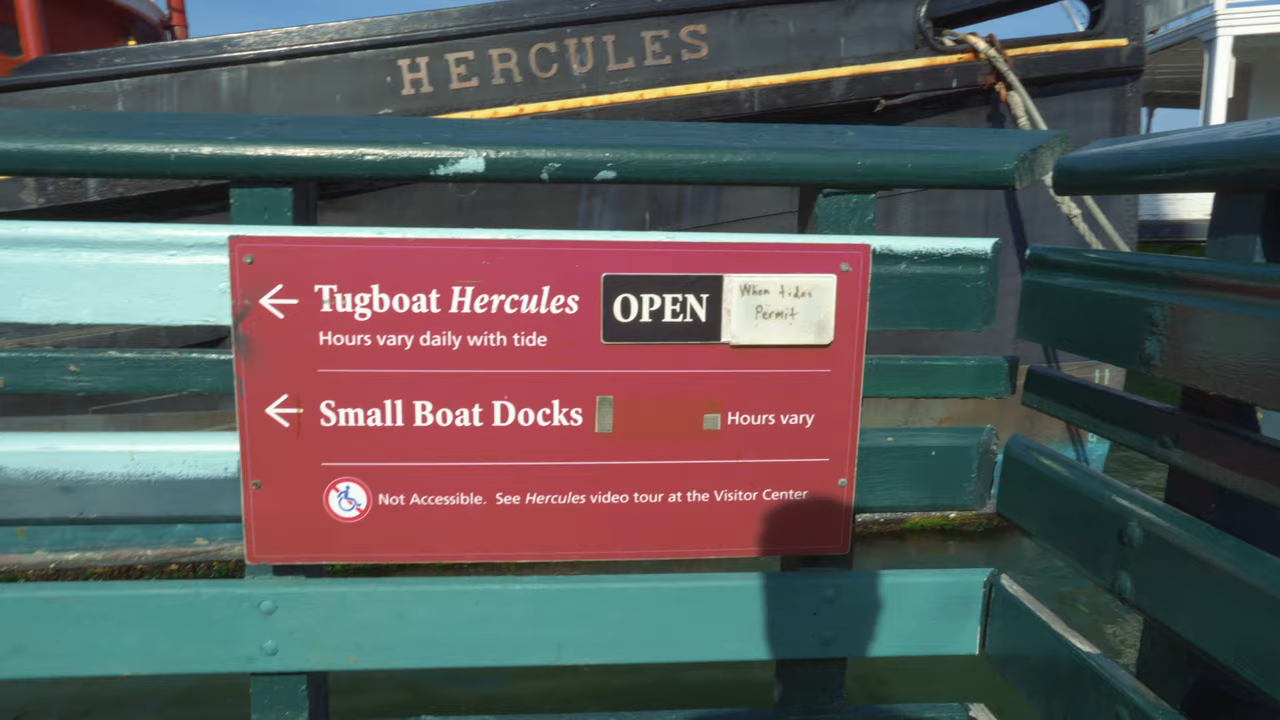 HERCULES
Tugboat Hercules
OPEN
When tides
Permit
Hours vary daily with tide
Small Boat Docks
Hours vary
Not Accessible. See Hercules video tour at the Visitor Center